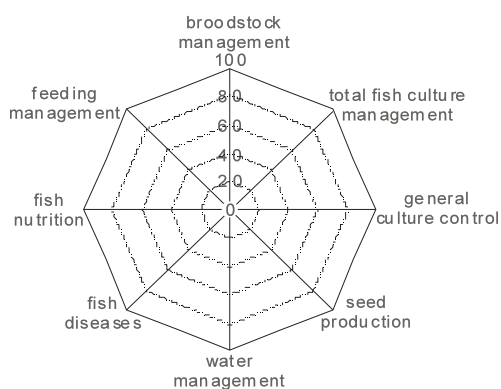 broodstock
management
100
feeding
management
80
total fish culture
management
60
40
20
fish
nutrition
0
general
culture control
fish
diseases
seed
production
water
management